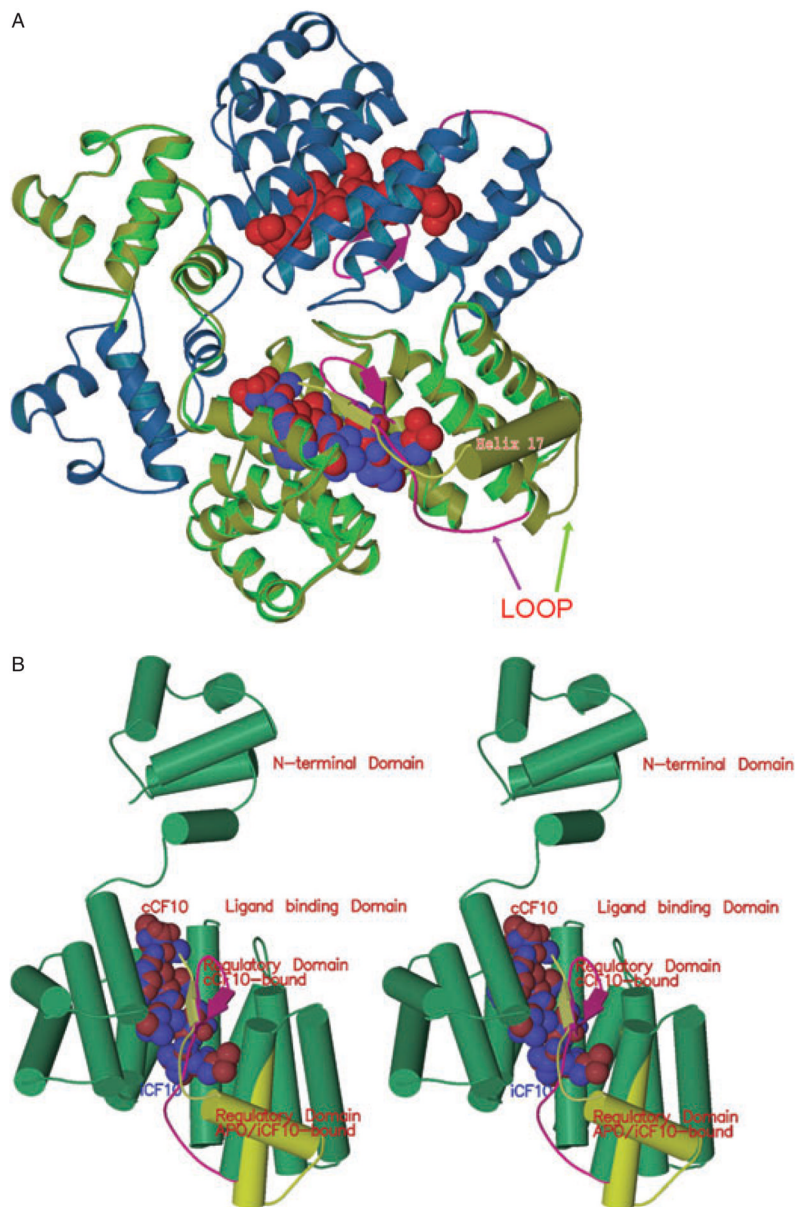 A
Helix 17
LOOP
B
N-terminal Domain
N-terminal Domain
cCF10
Ligand binding Domain
cCF10
Ligand binding Domain
Regulatory Domain
cCF10-bound
Regulatory Domain
cCF10-bound
iCF10
iCF10
Regulatory Domain
APO/iCF10-bound
Regulatory Domain
APO/iCF10-bound